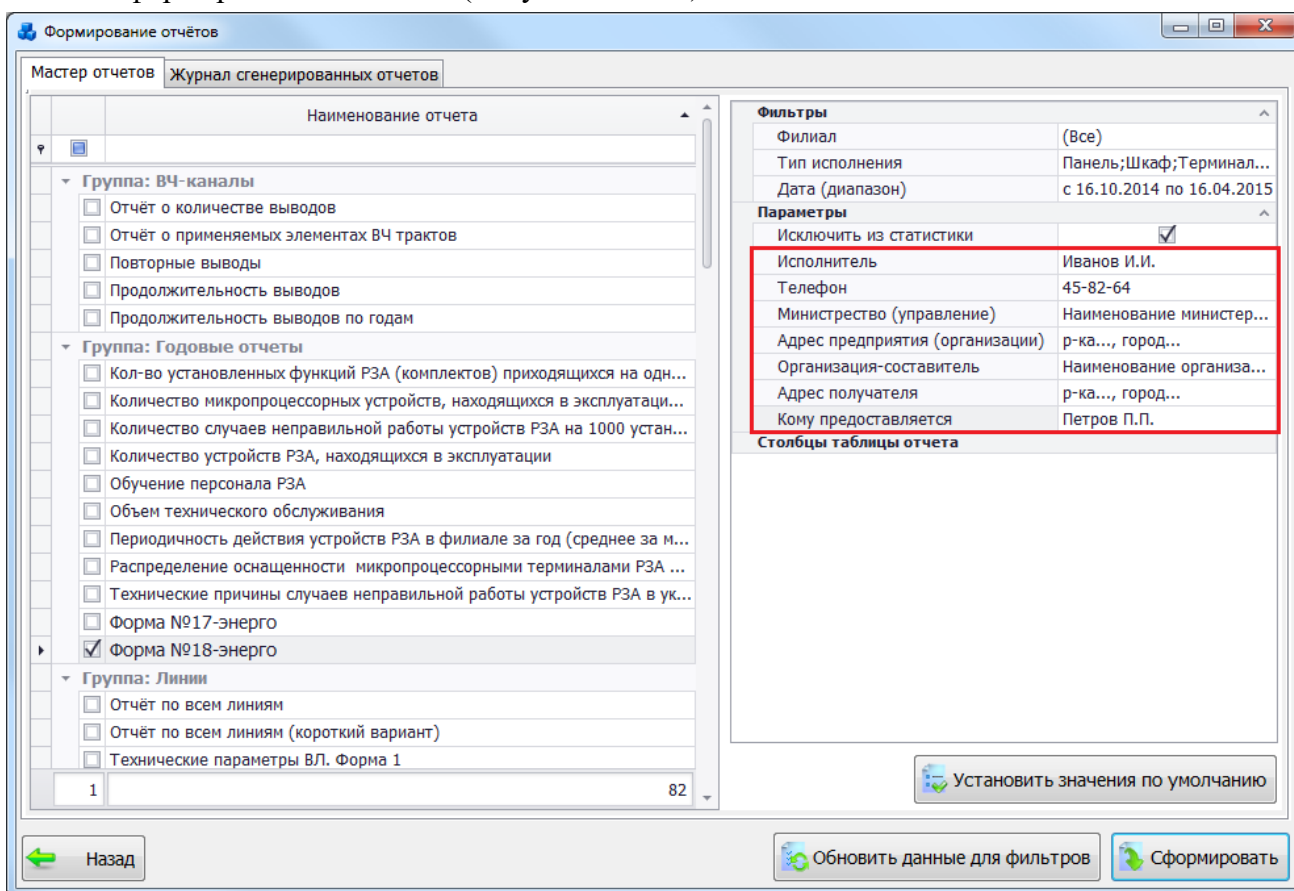 Формирование отчётов
Мастер отчетов Журнал сгенерированных отчетов
Наименование отчета
Группа: ВЧ-каналы
Отчёт о количестве выводов
Отчёт о применяемых элементах ВЧ трактов
Повторные выводы
Продолжительность выводов
Продолжительность выводов по годам
Группа: Годовые отчеты
Кол-во установленных функций РЗА (комплектов) приходящихся на одн...
Количество микропроцессорных устройств, находящихся в эксплуатаци...
Количество случаев неправильной работы устройств РЗА на 1000 устан...
Количество устройств РЗА, находящихся в эксплуатации
Обучение персонала РЗА
Объем технического обслуживания
Периодичность действия устройств РЗА в филиале за год (среднее за м...
Распределение оснащенности микропроцессорными терминалами РЗА ...
Технические причины случаев неправильной работы устройств РЗА в ук...
Форма №17-энерго
Форма №18-энерго
Группа: Линии
Отчёт по всем линиям
Отчёт по всем линиям (короткий вариант)
Технические параметры ВЛ. Форма 1
1 82
Фильтры
Филиал (Все)
Тип исполнения Панель;Шкаф;Терминал...
Дата (диапазон) с 16.10.2014 по 16.04.2015
Параметры
Исключить из статистики
Исполнитель Иванов И.И.
Телефон 45-82-64
Министрество (управление) Наименование министер...
Адрес предприятия (организации) р-ка..., город...
Организация-составитель Наименование организа...
Адрес получателя р-ка..., город...
Кому предоставляется Петров П.П.
Столбцы таблицы отчета
Установить значения по умолчанию
Назад Обновить данные для фильтров Сформировать